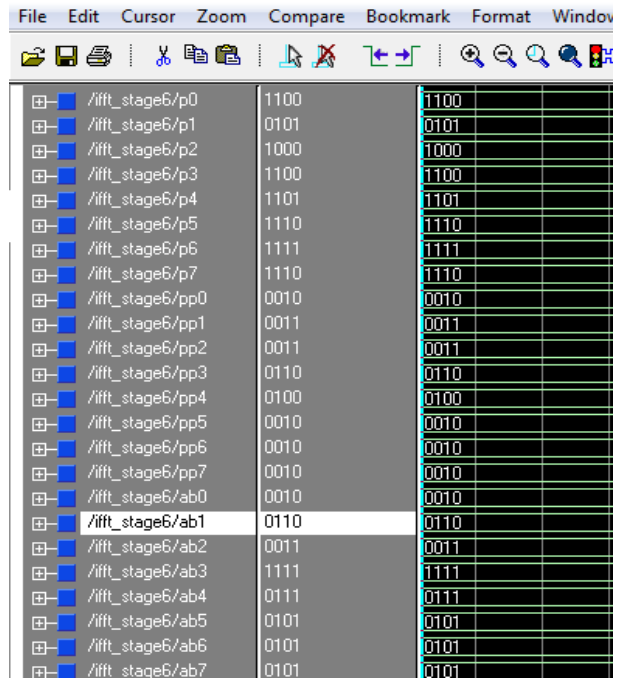 File Edit Cursor Zoom Compare Bookmark Format
/ifft_stage6/p0 1100 1100
/ifft_stage6/p1 0101 0101
/ifft_stage6/p2 1000 1000
/ifft_stage6/p3 1100 1100
/ifft_stage6/p4 1101 1101
/ifft_stage6/p5 1110 1110
/ifft_stage6/p6 1111 1111
/ifft_stage6/p7 1110 1110
/ifft_stage6/pp0 0010 0010
/ifft_stage6/pp1 0011 0011
/ifft_stage6/pp2 0011 0011
/ifft_stage6/pp3 0110 0110
/ifft_stage6/pp4 0100 0100
/ifft_stage6/pp5 0010 0010
/ifft_stage6/pp6 0010 0010
/ifft_stage6/pp7 0010 0010
/ifft_stage6/ab0 0010 0010
/ifft_stage6/ab1 0110 0110
/ifft_stage6/ab2 0011 0011
/ifft_stage6/ab3 1111 1111
/ifft_stage6/ab4 0111 0111
/ifft_stage6/ab5 0101 0101
/ifft_stage6/ab6 0101 0101
/ifft_stage6/ab7 0101 0101